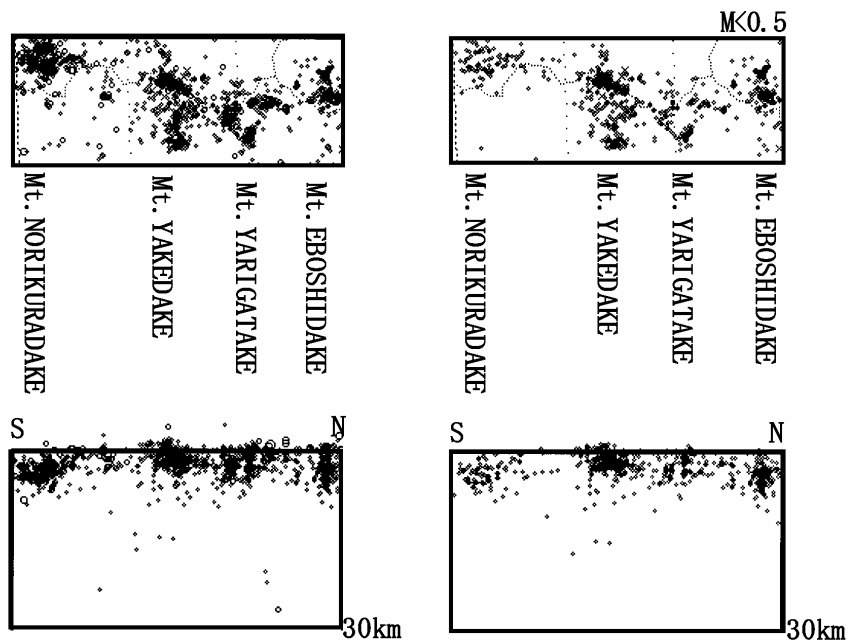 M<0.5
Mt. NORIKURADAKE
Mt. YAKEDAKE
Mt. YARIGATAKE
Mt. EBOSHIDAKE
Mt. NORIKURADAKE
Mt. YAKEDAKE
Mt. YARIGATAKE
Mt. EBOSHIDAKE
S
N
S
N
30km
30km